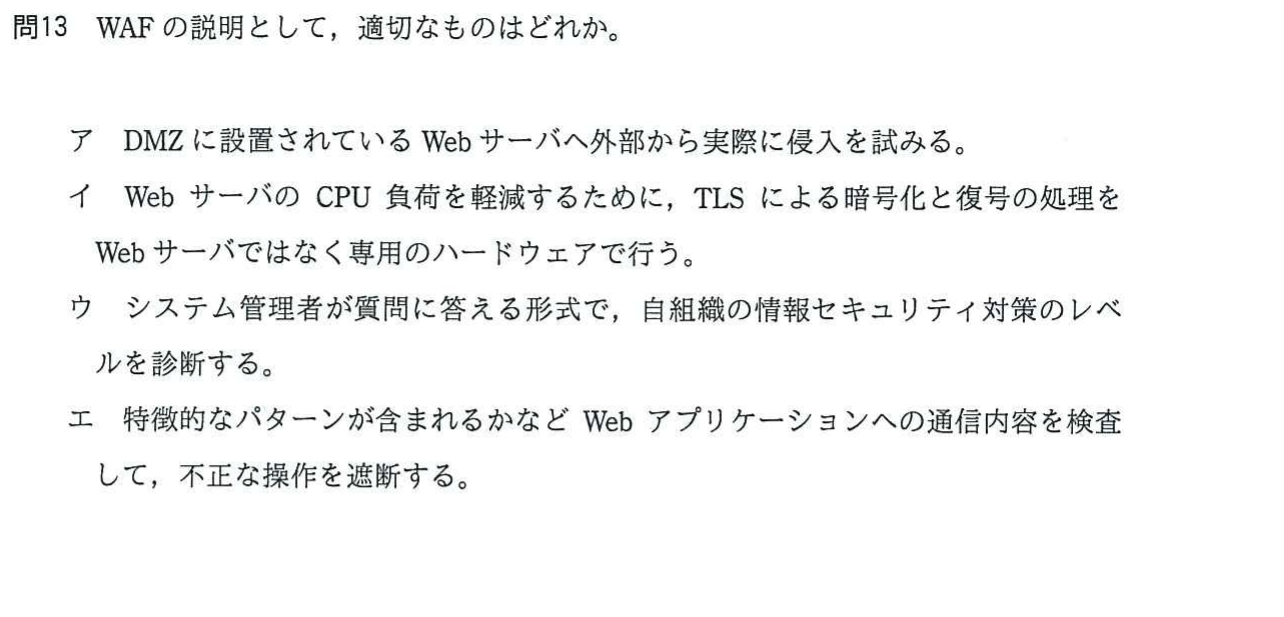 問13 WAF の説明として，適切なものはどれか。
ア DMZ に設置されている Web サーバへ外部から実際に侵入を試みる。
イ Web サーバの CPU 負荷を軽減するために，TLS による暗号化と復号の処理を
Web サーバではなく専用のハードウェアで行う。
ウ システム管理者が質問に答える形式で，自組織の情報セキュリティ対策のレベ
ルを診断する。
エ 特徴的なパターンが含まれるかなど Web アプリケーションへの通信内容を検査
して，不正な操作を遮断する。